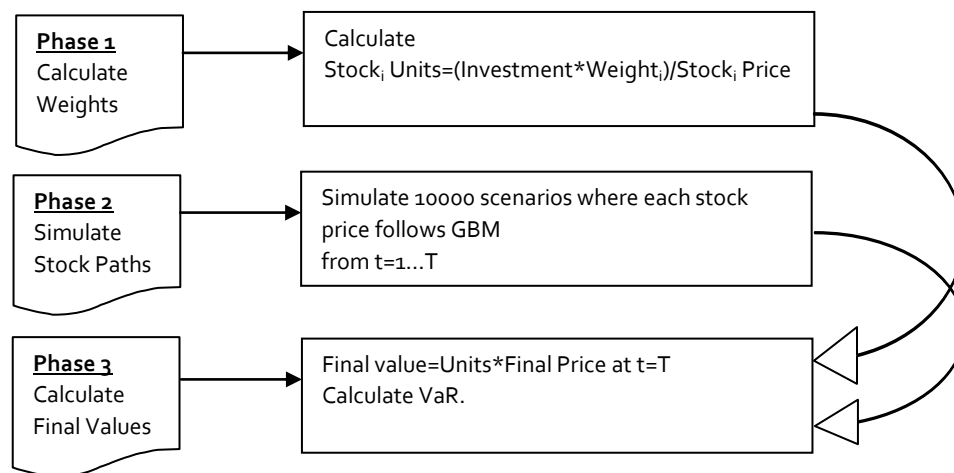 Phase 1
Calculate
Weights
Calculate
Stockᵢ Units=(Investment*Weightᵢ)/Stockᵢ Price
Phase 2
Simulate
Stock Paths
Simulate 10000 scenarios where each stock
price follows GBM
from t=1...T
Phase 3
Calculate
Final Values
Final value=Units*Final Price at t=T
Calculate VaR.